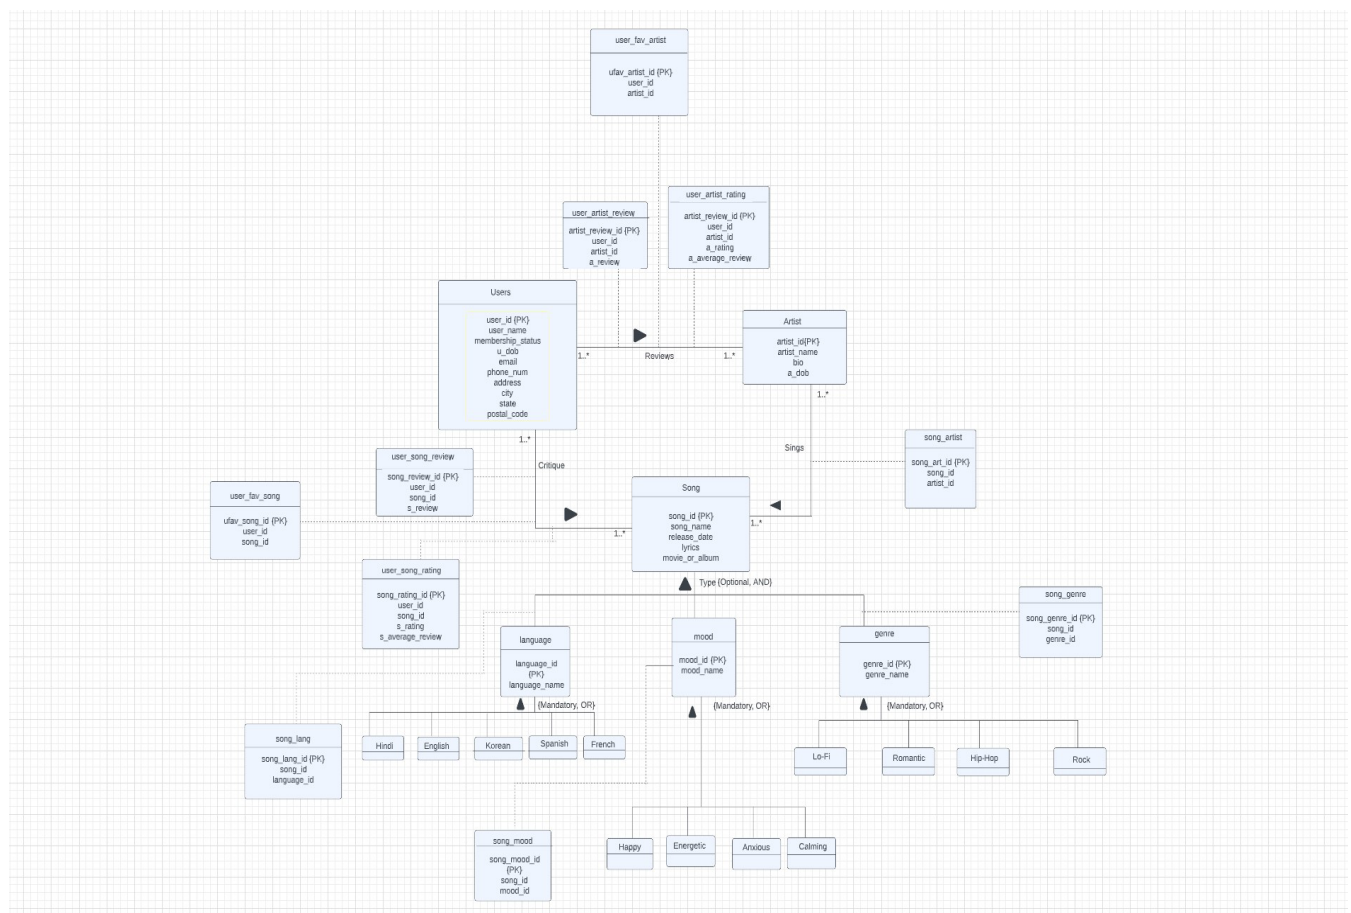 user_fav_artist
ufav_artist_id {PK}
user_id
artist_id
user_artist_rating
artist_review_id {PK}
user_id
artist_id
a_rating
a_average_review
user_artist_review
artist_review_id {PK}
user_id
artist_id
a_review
Users
user_id {PK}
user_name
membership_status
u_dob
email
phone_num
address
city
state
postal_code
1..*
Reviews
1..*
Artist
artist_id{PK}
artist_name
bio
a_dob
1..*
1..*
Critique
Sings
song_artist
song_art_id {PK}
song_id
artist_id
user_song_review
song_review_id {PK}
user_id
song_id
s_review
user_fav_song
ufav_song_id {PK}
user_id
song_id
Song
song_id {PK}
song_name
release_date
lyrics
movie_or_album
1..*
1..*
user_song_rating
song_rating_id {PK}
user_id
song_id
s_rating
s_average_review
Type {Optional, AND}
song_genre
song_genre_id {PK}
song_id
genre_id
language
language_id
{PK}
language_name
mood
mood_id {PK}
mood_name
genre
genre_id {PK}
genre_name
{Mandatory, OR}
{Mandatory, OR}
{Mandatory, OR}
song_lang
song_lang_id {PK}
song_id
language_id
Hindi
English
Korean
Spanish
French
Lo-Fi
Romantic
Hip-Hop
Rock
song_mood
song_mood_id
{PK}
song_id
mood_id
Happy
Energetic
Anxious
Calming